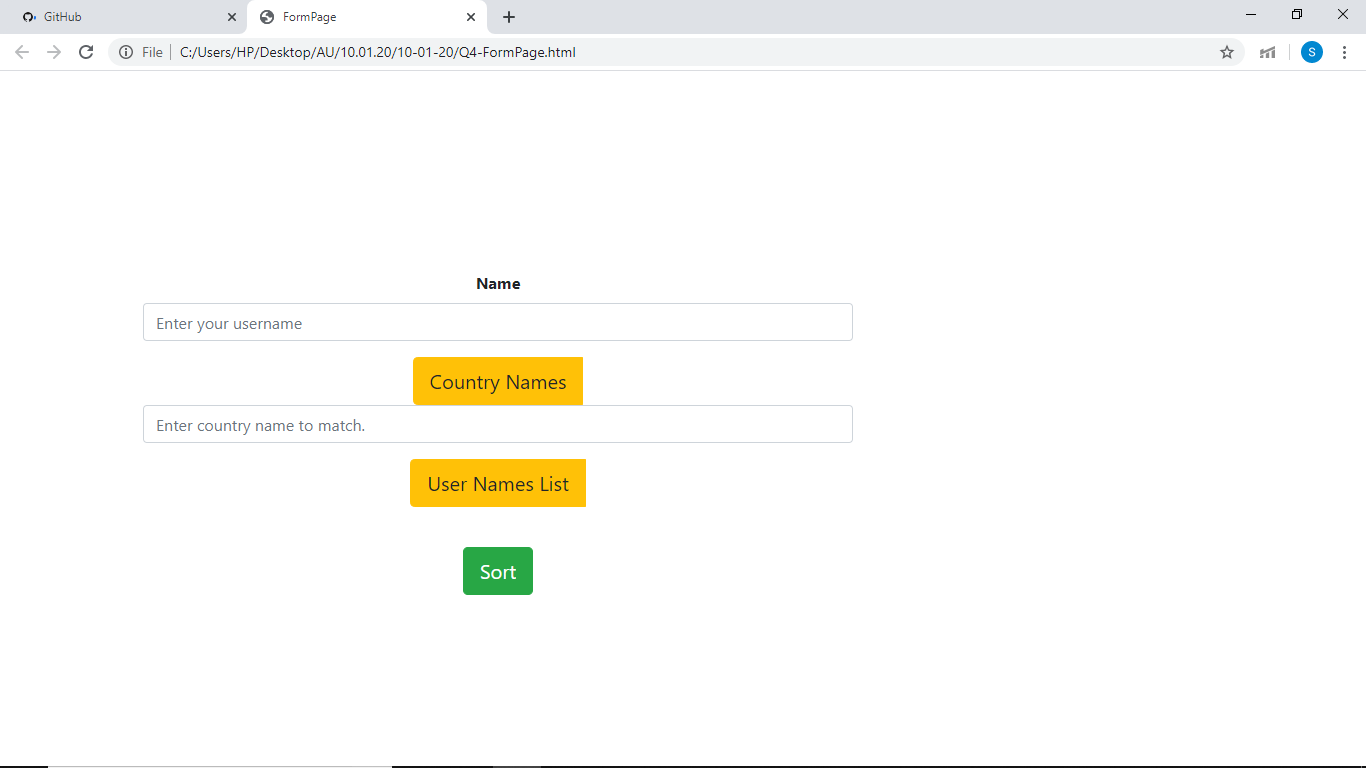 GitHub
FormPage
File
C:/Users/HP/Desktop/AU/10.01.20/10-01-20/Q4-FormPage.html
S
Name
Enter your username
Country Names
Enter country name to match.
User Names List
Sort